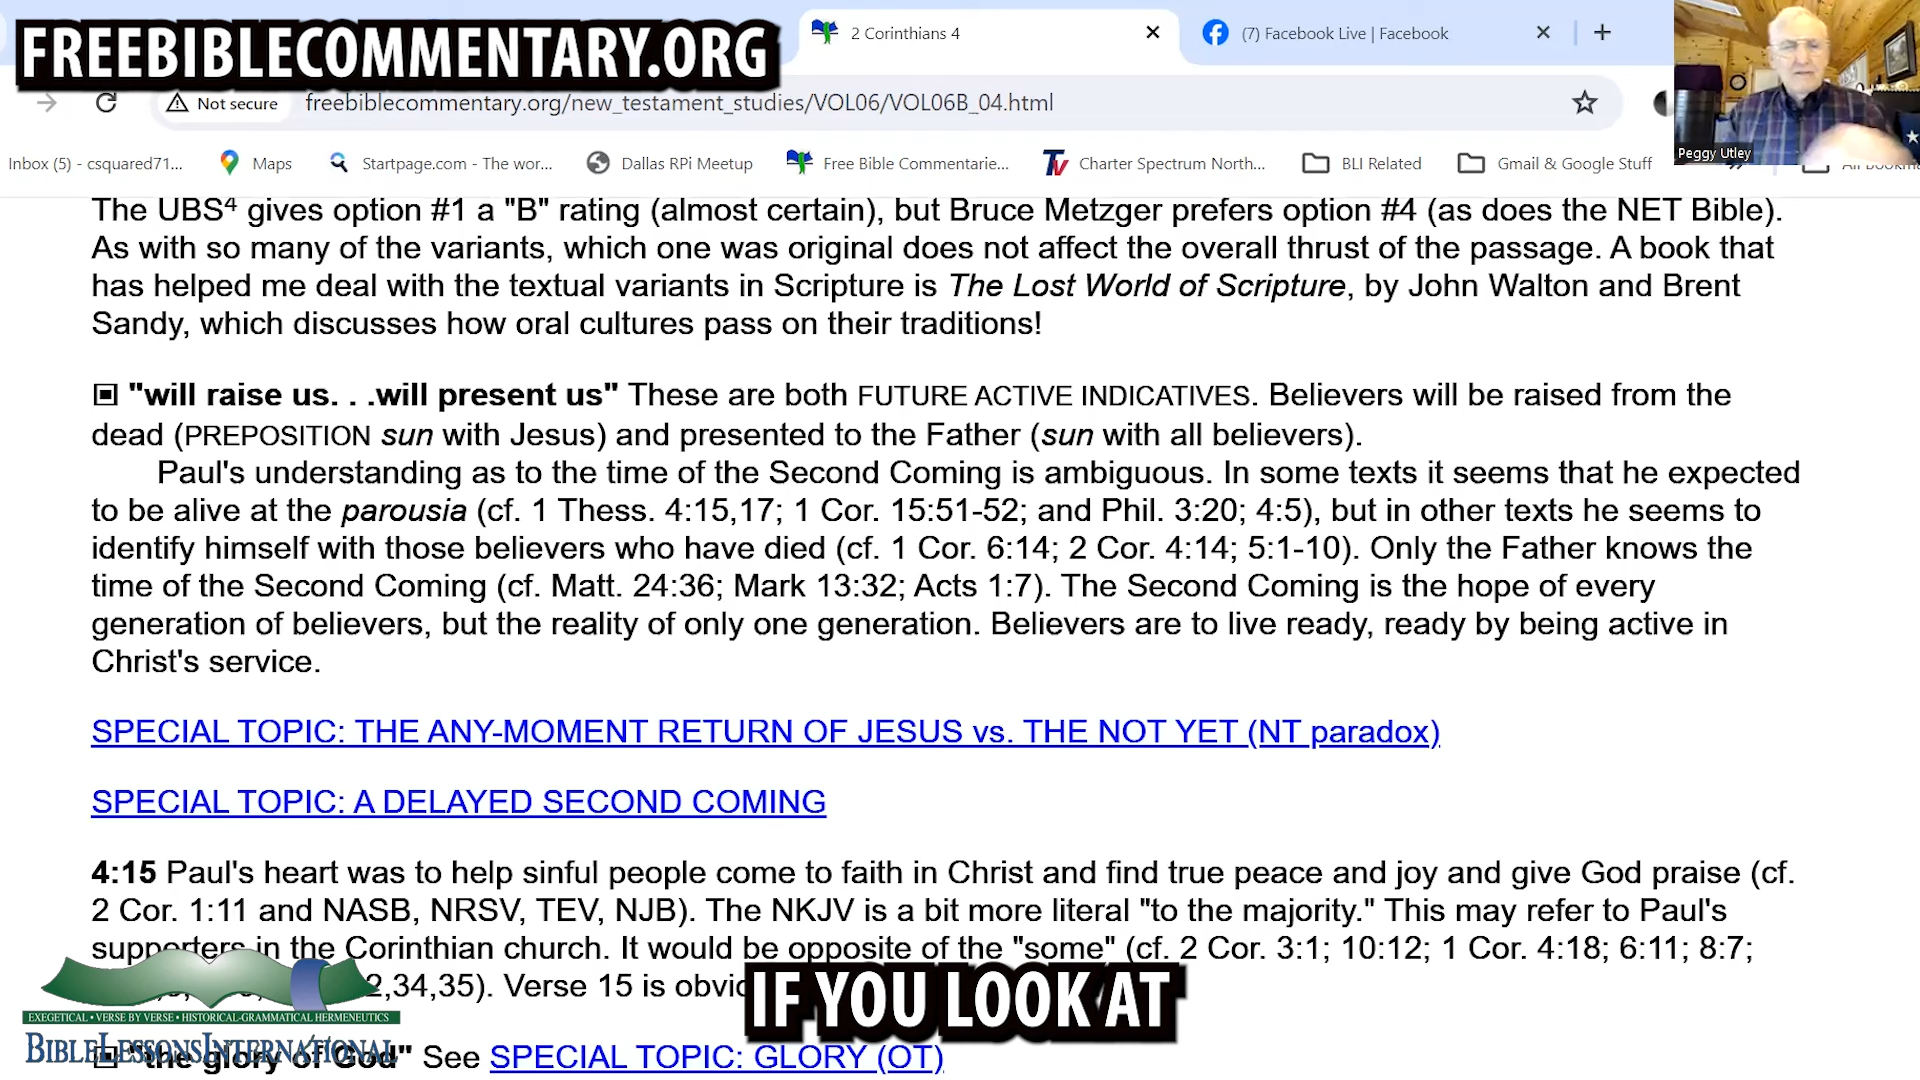 FREEBIBLECOMMENTARY.ORG
2 Corinthians 4
(7) Facebook Live | Facebook
Not secure
freebiblecommentary.org/new_testament_studies/VOL06/VOL06B_04.html
Peggy Utley
Inbox (5) - csquared71...
Maps
Startpage.com - The wor...
Dallas RPi Meetup
Free Bible Commentarie...
Charter Spectrum North...
BLI Related
Gmail & Google Stuff
The UBS⁴ gives option #1 a "B" rating (almost certain), but Bruce Metzger prefers option #4 (as does the NET Bible).
As with so many of the variants, which one was original does not affect the overall thrust of the passage. A book that
has helped me deal with the textual variants in Scripture is The Lost World of Scripture, by John Walton and Brent
Sandy, which discusses how oral cultures pass on their traditions!
"will raise us. . .will present us" These are both FUTURE ACTIVE INDICATIVES. Believers will be raised from the
dead (PREPOSITION sun with Jesus) and presented to the Father (sun with all believers).
Paul's understanding as to the time of the Second Coming is ambiguous. In some texts it seems that he expected
to be alive at the parousia (cf. 1 Thess. 4:15,17; 1 Cor. 15:51-52; and Phil. 3:20; 4:5), but in other texts he seems to
identify himself with those believers who have died (cf. 1 Cor. 6:14; 2 Cor. 4:14; 5:1-10). Only the Father knows the
time of the Second Coming (cf. Matt. 24:36; Mark 13:32; Acts 1:7). The Second Coming is the hope of every
generation of believers, but the reality of only one generation. Believers are to live ready, ready by being active in
Christ's service.
SPECIAL TOPIC: THE ANY-MOMENT RETURN OF JESUS vs. THE NOT YET (NT paradox)
SPECIAL TOPIC: A DELAYED SECOND COMING
4:15 Paul's heart was to help sinful people come to faith in Christ and find true peace and joy and give God praise (cf.
2 Cor. 1:11 and NASB, NRSV, TEV, NJB). The NKJV is a bit more literal "to the majority." This may refer to Paul's
supporters in the Corinthian church. It would be opposite of the "some" (cf. 2 Cor. 3:1; 10:12; 1 Cor. 4:18; 6:11; 8:7;
2,34,35). Verse 15 is
IF YOU LOOK AT
EXEGETICAL • VERSE BY VERSE • HISTORICAL-GRAMMATICAL HERMENEUTICS
BIBLELESSONSINTERNATIONAL
"the glory of God" See SPECIAL TOPIC: GLORY (OT)